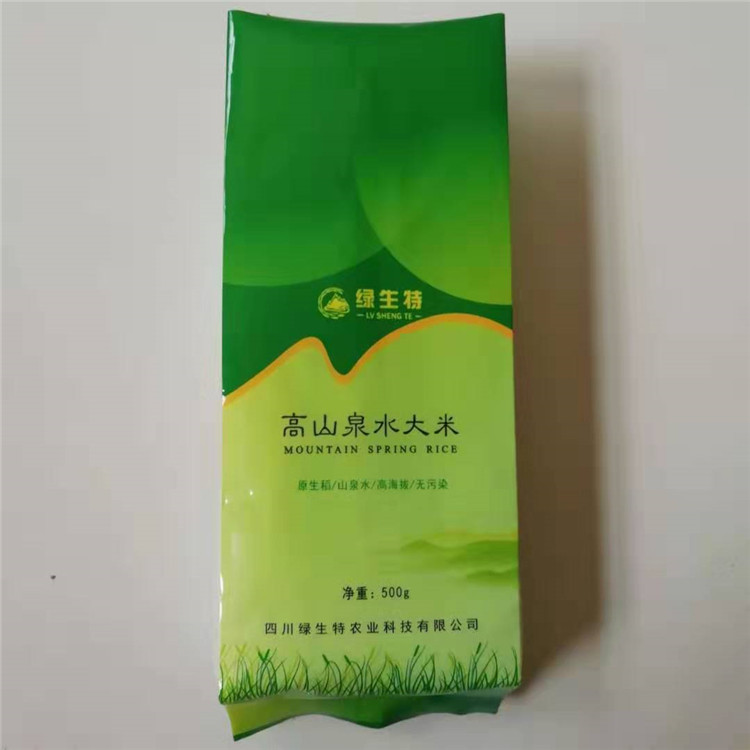 绿生特
LV SHENG TE
高山泉水大米
MOUNTAIN SPRING RICE
原生稻/山泉水/高海拔/无污染
净重：500g
四川绿生特农业科技有限公司